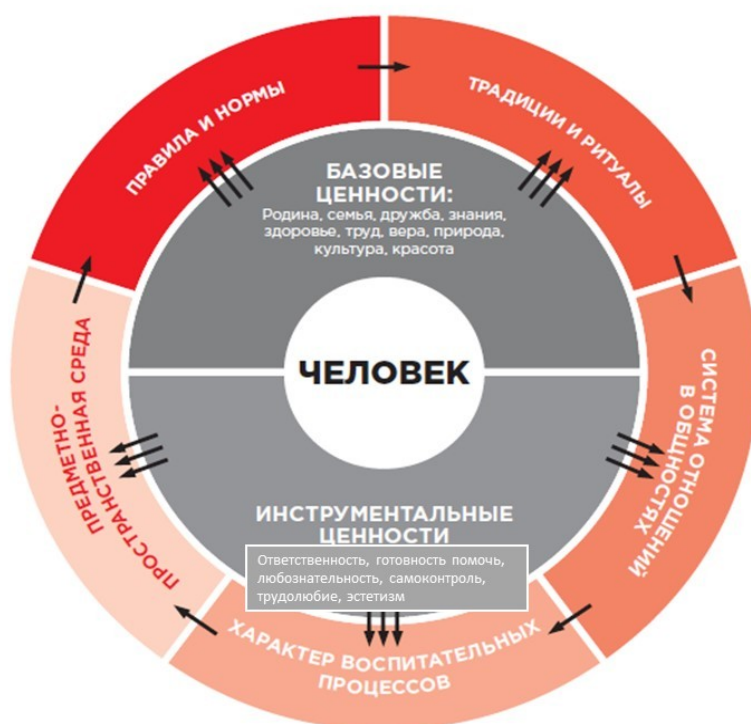 ПРАВИЛА И НОРМЫ
ТРАДИЦИИ И РИТУАЛЫ
БАЗОВЫЕ
ЦЕННОСТИ:
Родина, семья, дружба, знания,
здоровье, труд, вера, природа,
культура, красота
ЧЕЛОВЕК
ПРЕДМЕТНО-
ПРОСТРАНСТВЕННАЯ СРЕДА
СИСТЕМА ОТНОШЕНИЙ
В ОБЩНОСТЯХ
ИНСТРУМЕНТАЛЬНЫЕ
ЦЕННОСТИ
Ответственность, готовность помочь,
любознательность, самоконтроль,
трудолюбие, эстетизм
ХАРАКТЕР ВОСПИТАТЕЛЬНЫХ
ПРОЦЕССОВ